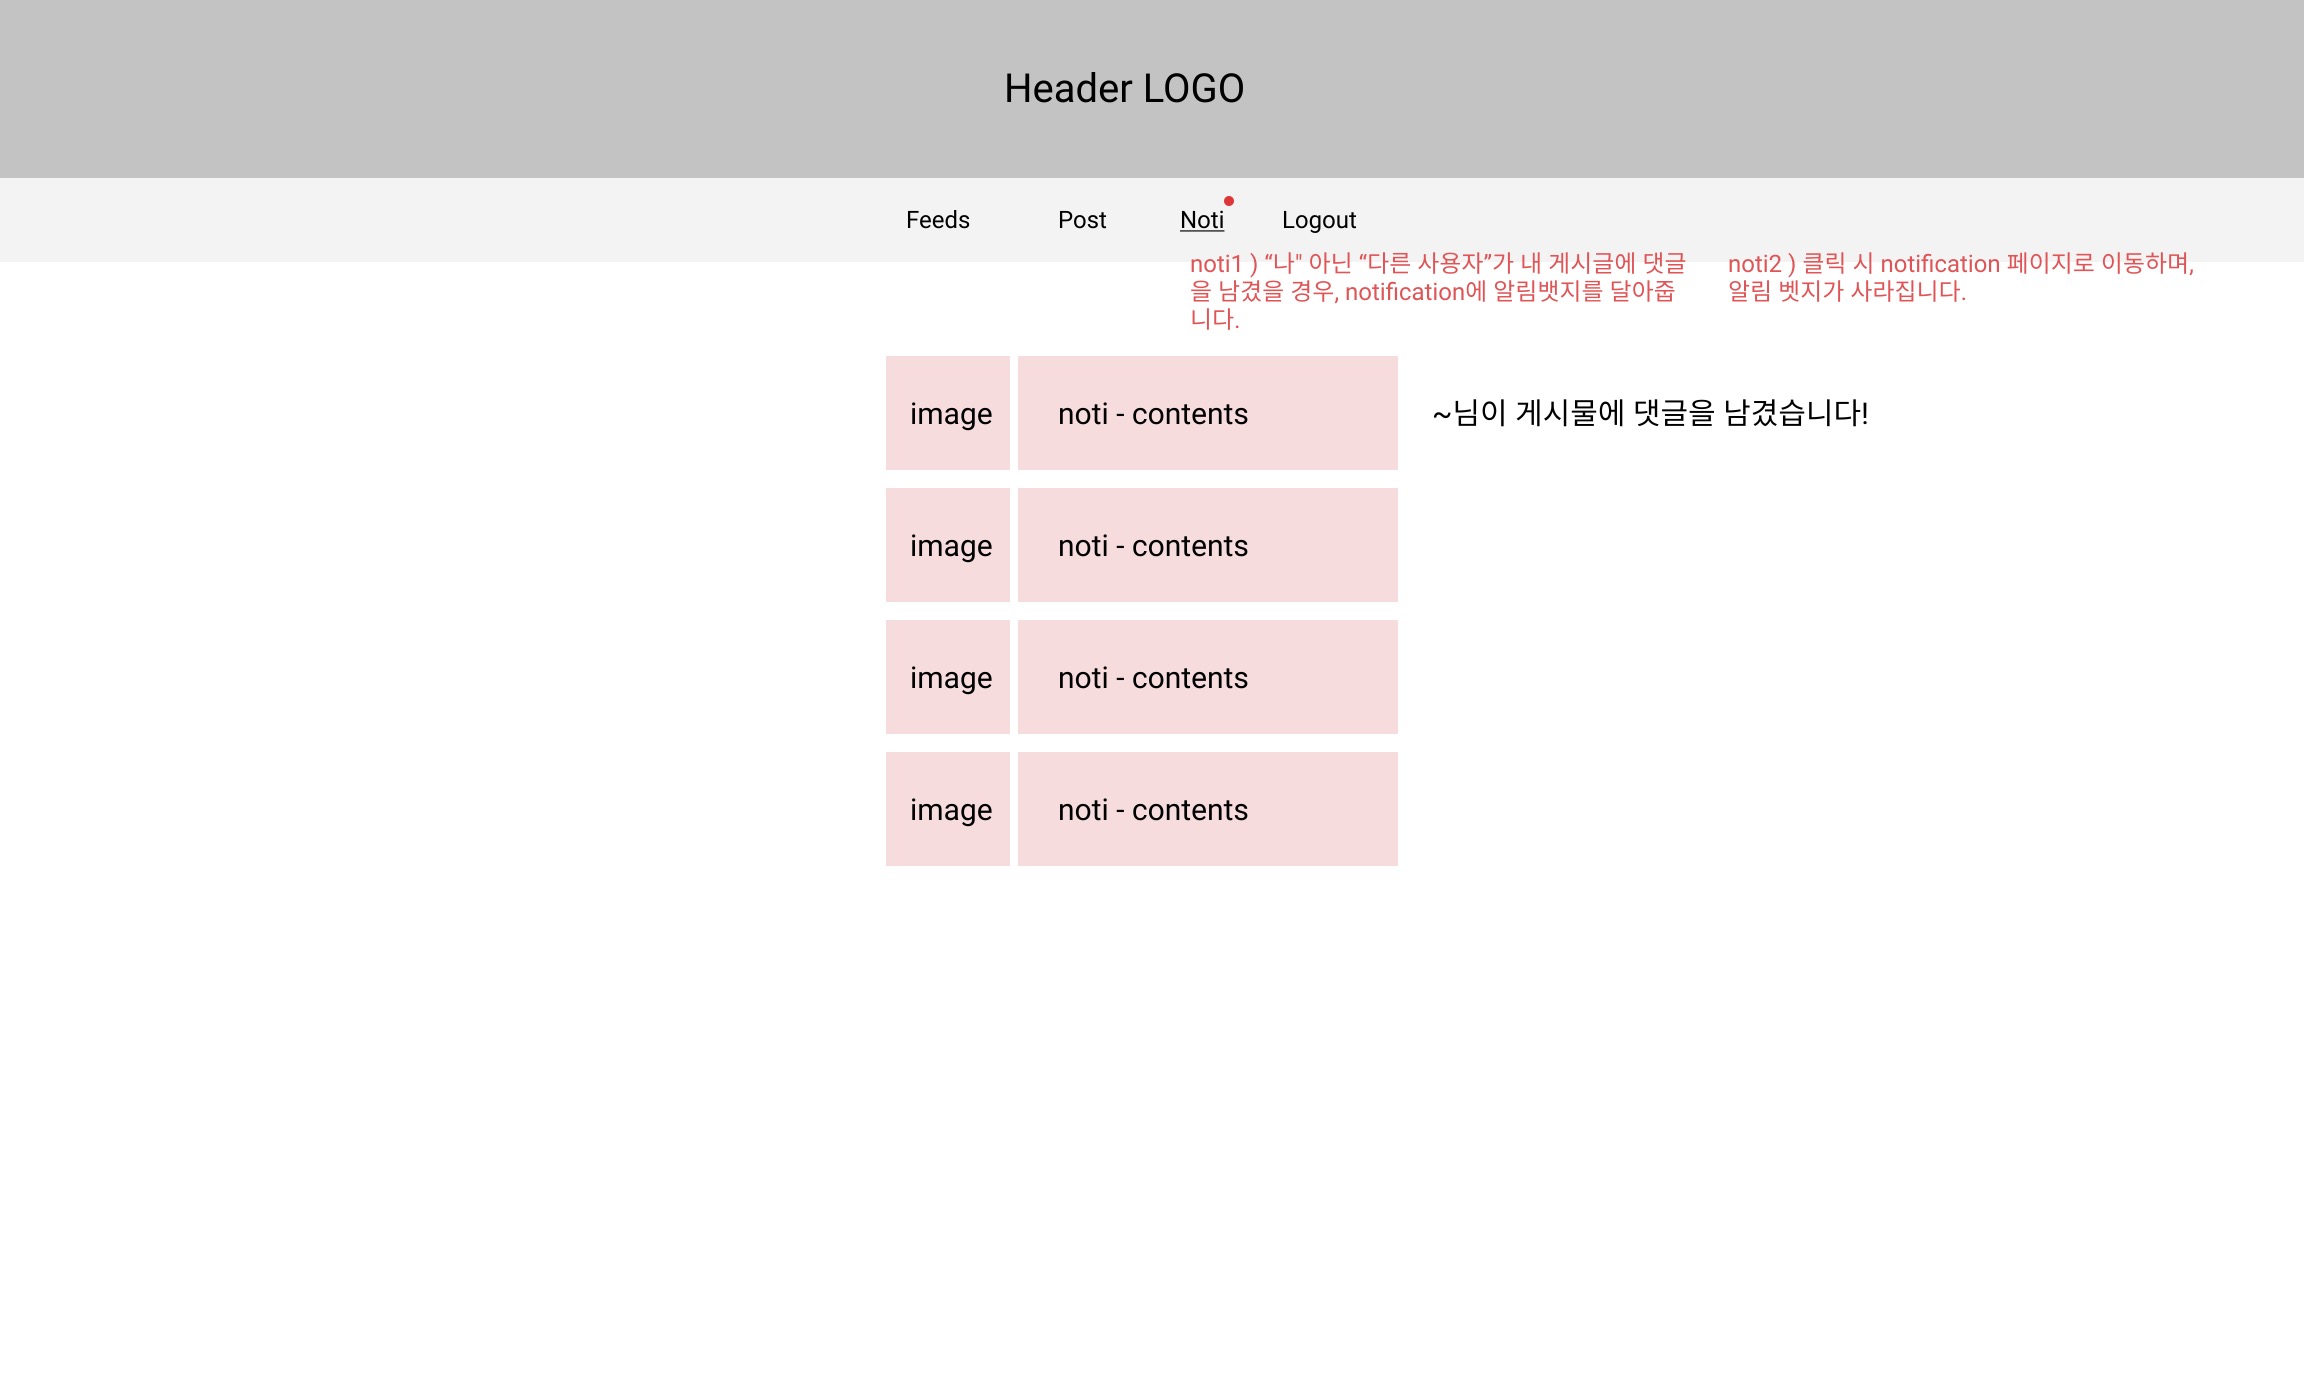 Header LOGO
Feeds
Post
Noti
Logout
noti1 ) “나" 아닌 “다른 사용자”가 내 게시글에 댓글
을 남겼을 경우, notification에 알림뱃지를 달아줍
니다.
noti2 ) 클릭 시 notification 페이지로 이동하며,
알림 벳지가 사라집니다.
image
noti - contents
~님이 게시물에 댓글을 남겼습니다!
image
noti - contents
image
noti - contents
image
noti - contents